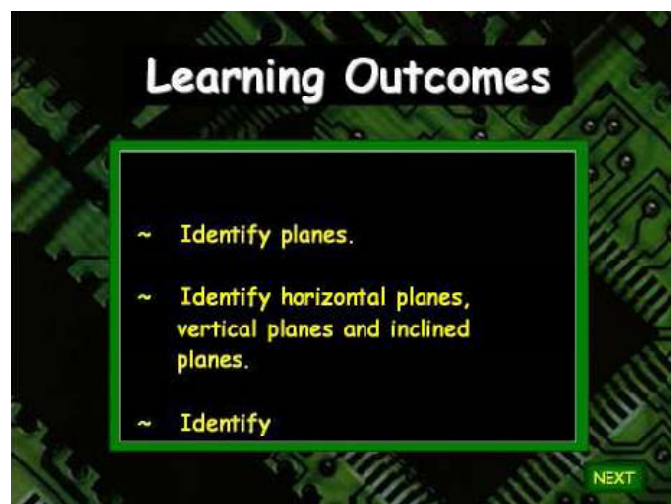 Learning Outcomes
~ Identify planes.
~ Identify horizontal planes,
vertical planes and inclined
planes.
~ Identify
NEXT